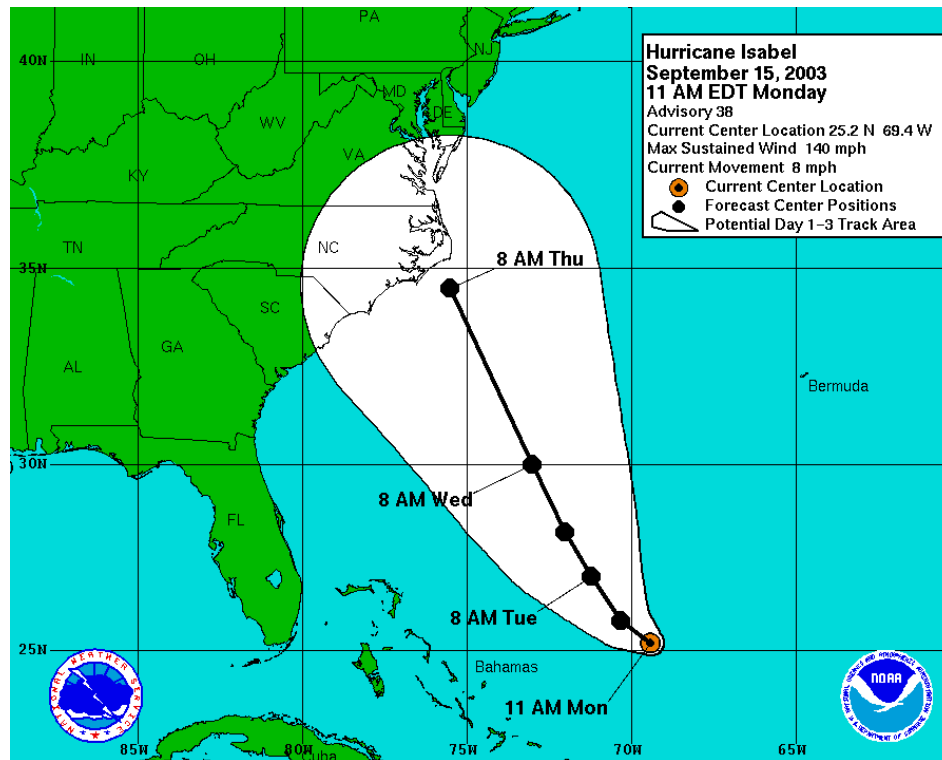 PA
40N
IN
OH
NJ
MD
DE
WV
VA
KY
Hurricane Isabel
September 15, 2003
11 AM EDT Monday
Advisory 38
Current Center Location 25.2 N 69.4 W
Max Sustained Wind 140 mph
Current Movement 8 mph
Current Center Location
Forecast Center Positions
Potential Day 1-3 Track Area
TN
NC
35N
8 AM Thu
SC
AL
GA
Bermuda
30N
8 AM Wed
FL
8 AM Tue
25N
Bahamas
11 AM Mon
NATIONAL WEATHER SERVICE
NOAA
85W
80W
75W
70W
65W
Cuba